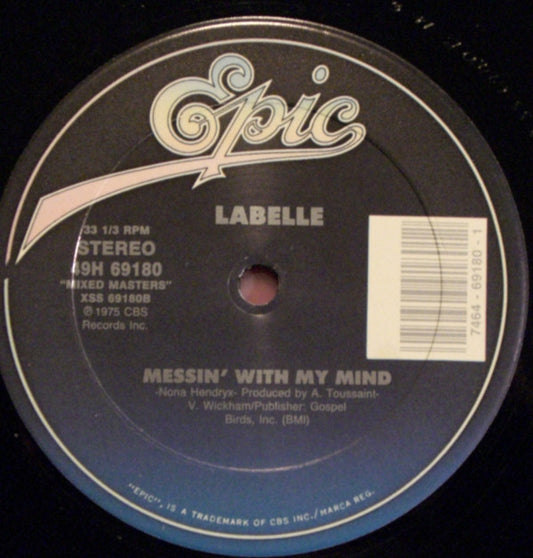 Epic
LABELLE
33 1/3 RPM
STEREO
49H 69180
"MIXED MASTERS"
XSS 69180B
℗ 1975 CBS
Records Inc.
7464 - 69180 - 1
MESSIN' WITH MY MIND
-Nona Hendryx- Produced by A. Toussaint-
V. Wickham/Publisher: Gospel
Birds, Inc. (BMI)
"EPIC", IS A TRADEMARK OF CBS INC./MARCA REG.